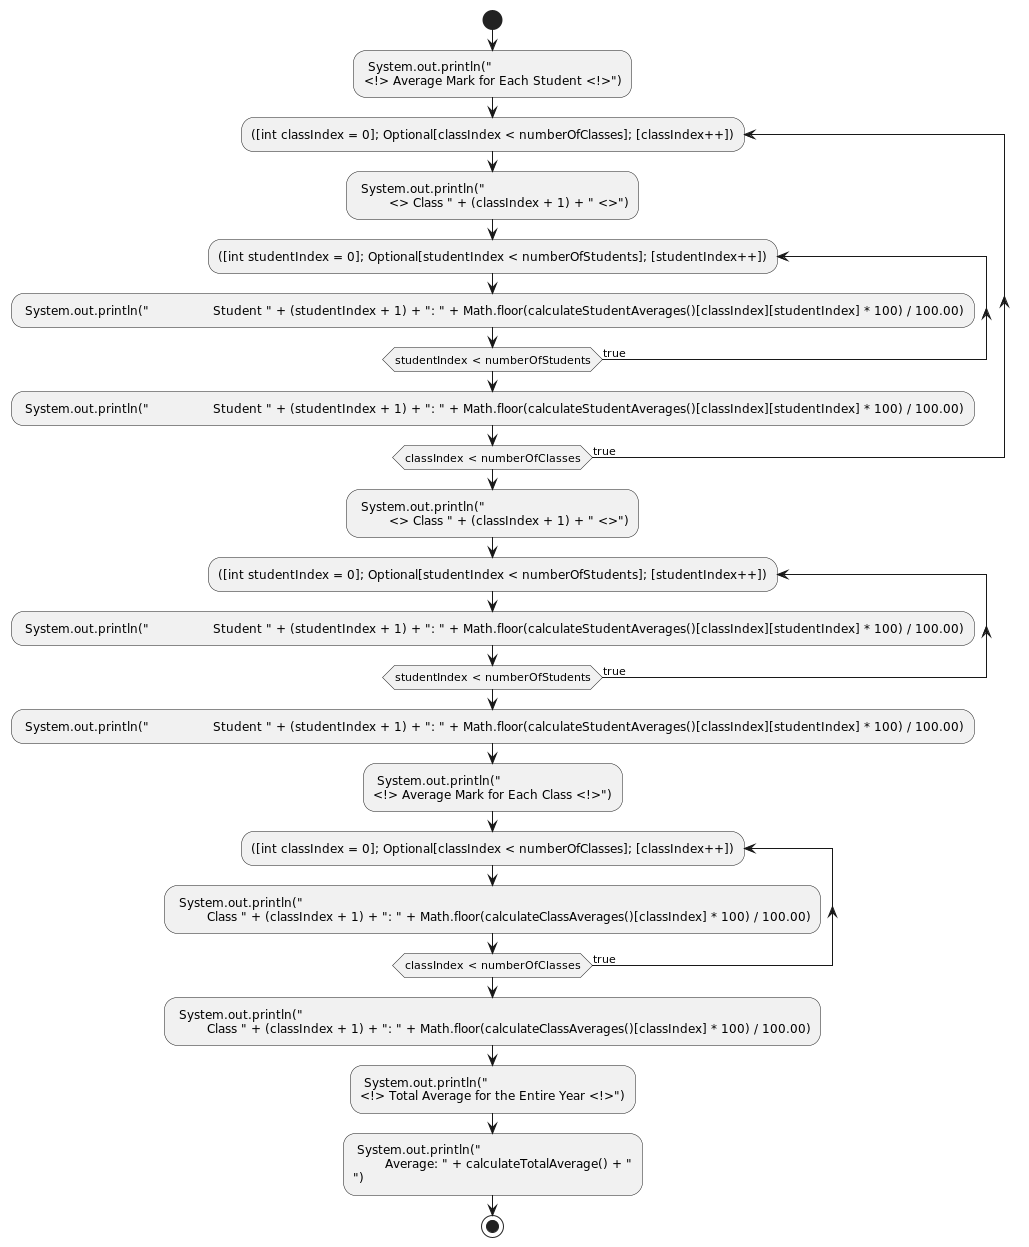 System.out.println("
<!> Average Mark for Each Student <!>")
([int classIndex = 0]; Optional[classIndex < numberOfClasses]; [classIndex++])
System.out.println("
<> Class " + (classIndex + 1) + " <>")
([int studentIndex = 0]; Optional[studentIndex < numberOfStudents]; [studentIndex++])
System.out.println("                Student " + (studentIndex + 1) + ": " + Math.floor(calculateStudentAverages()[classIndex][studentIndex] * 100) / 100.00)
studentIndex < numberOfStudents true
System.out.println("                Student " + (studentIndex + 1) + ": " + Math.floor(calculateStudentAverages()[classIndex][studentIndex] * 100) / 100.00)
classIndex < numberOfClasses true
System.out.println("
<> Class " + (classIndex + 1) + " <>")
([int studentIndex = 0]; Optional[studentIndex < numberOfStudents]; [studentIndex++])
System.out.println("                Student " + (studentIndex + 1) + ": " + Math.floor(calculateStudentAverages()[classIndex][studentIndex] * 100) / 100.00)
studentIndex < numberOfStudents true
System.out.println("                Student " + (studentIndex + 1) + ": " + Math.floor(calculateStudentAverages()[classIndex][studentIndex] * 100) / 100.00)
System.out.println("
<!> Average Mark for Each Class <!>")
([int classIndex = 0]; Optional[classIndex < numberOfClasses]; [classIndex++])
System.out.println("
Class " + (classIndex + 1) + ": " + Math.floor(calculateClassAverages()[classIndex] * 100) / 100.00)
classIndex < numberOfClasses true
System.out.println("
Class " + (classIndex + 1) + ": " + Math.floor(calculateClassAverages()[classIndex] * 100) / 100.00)
System.out.println("
<!> Total Average for the Entire Year <!>")
System.out.println("
Average: " + calculateTotalAverage() + "
")